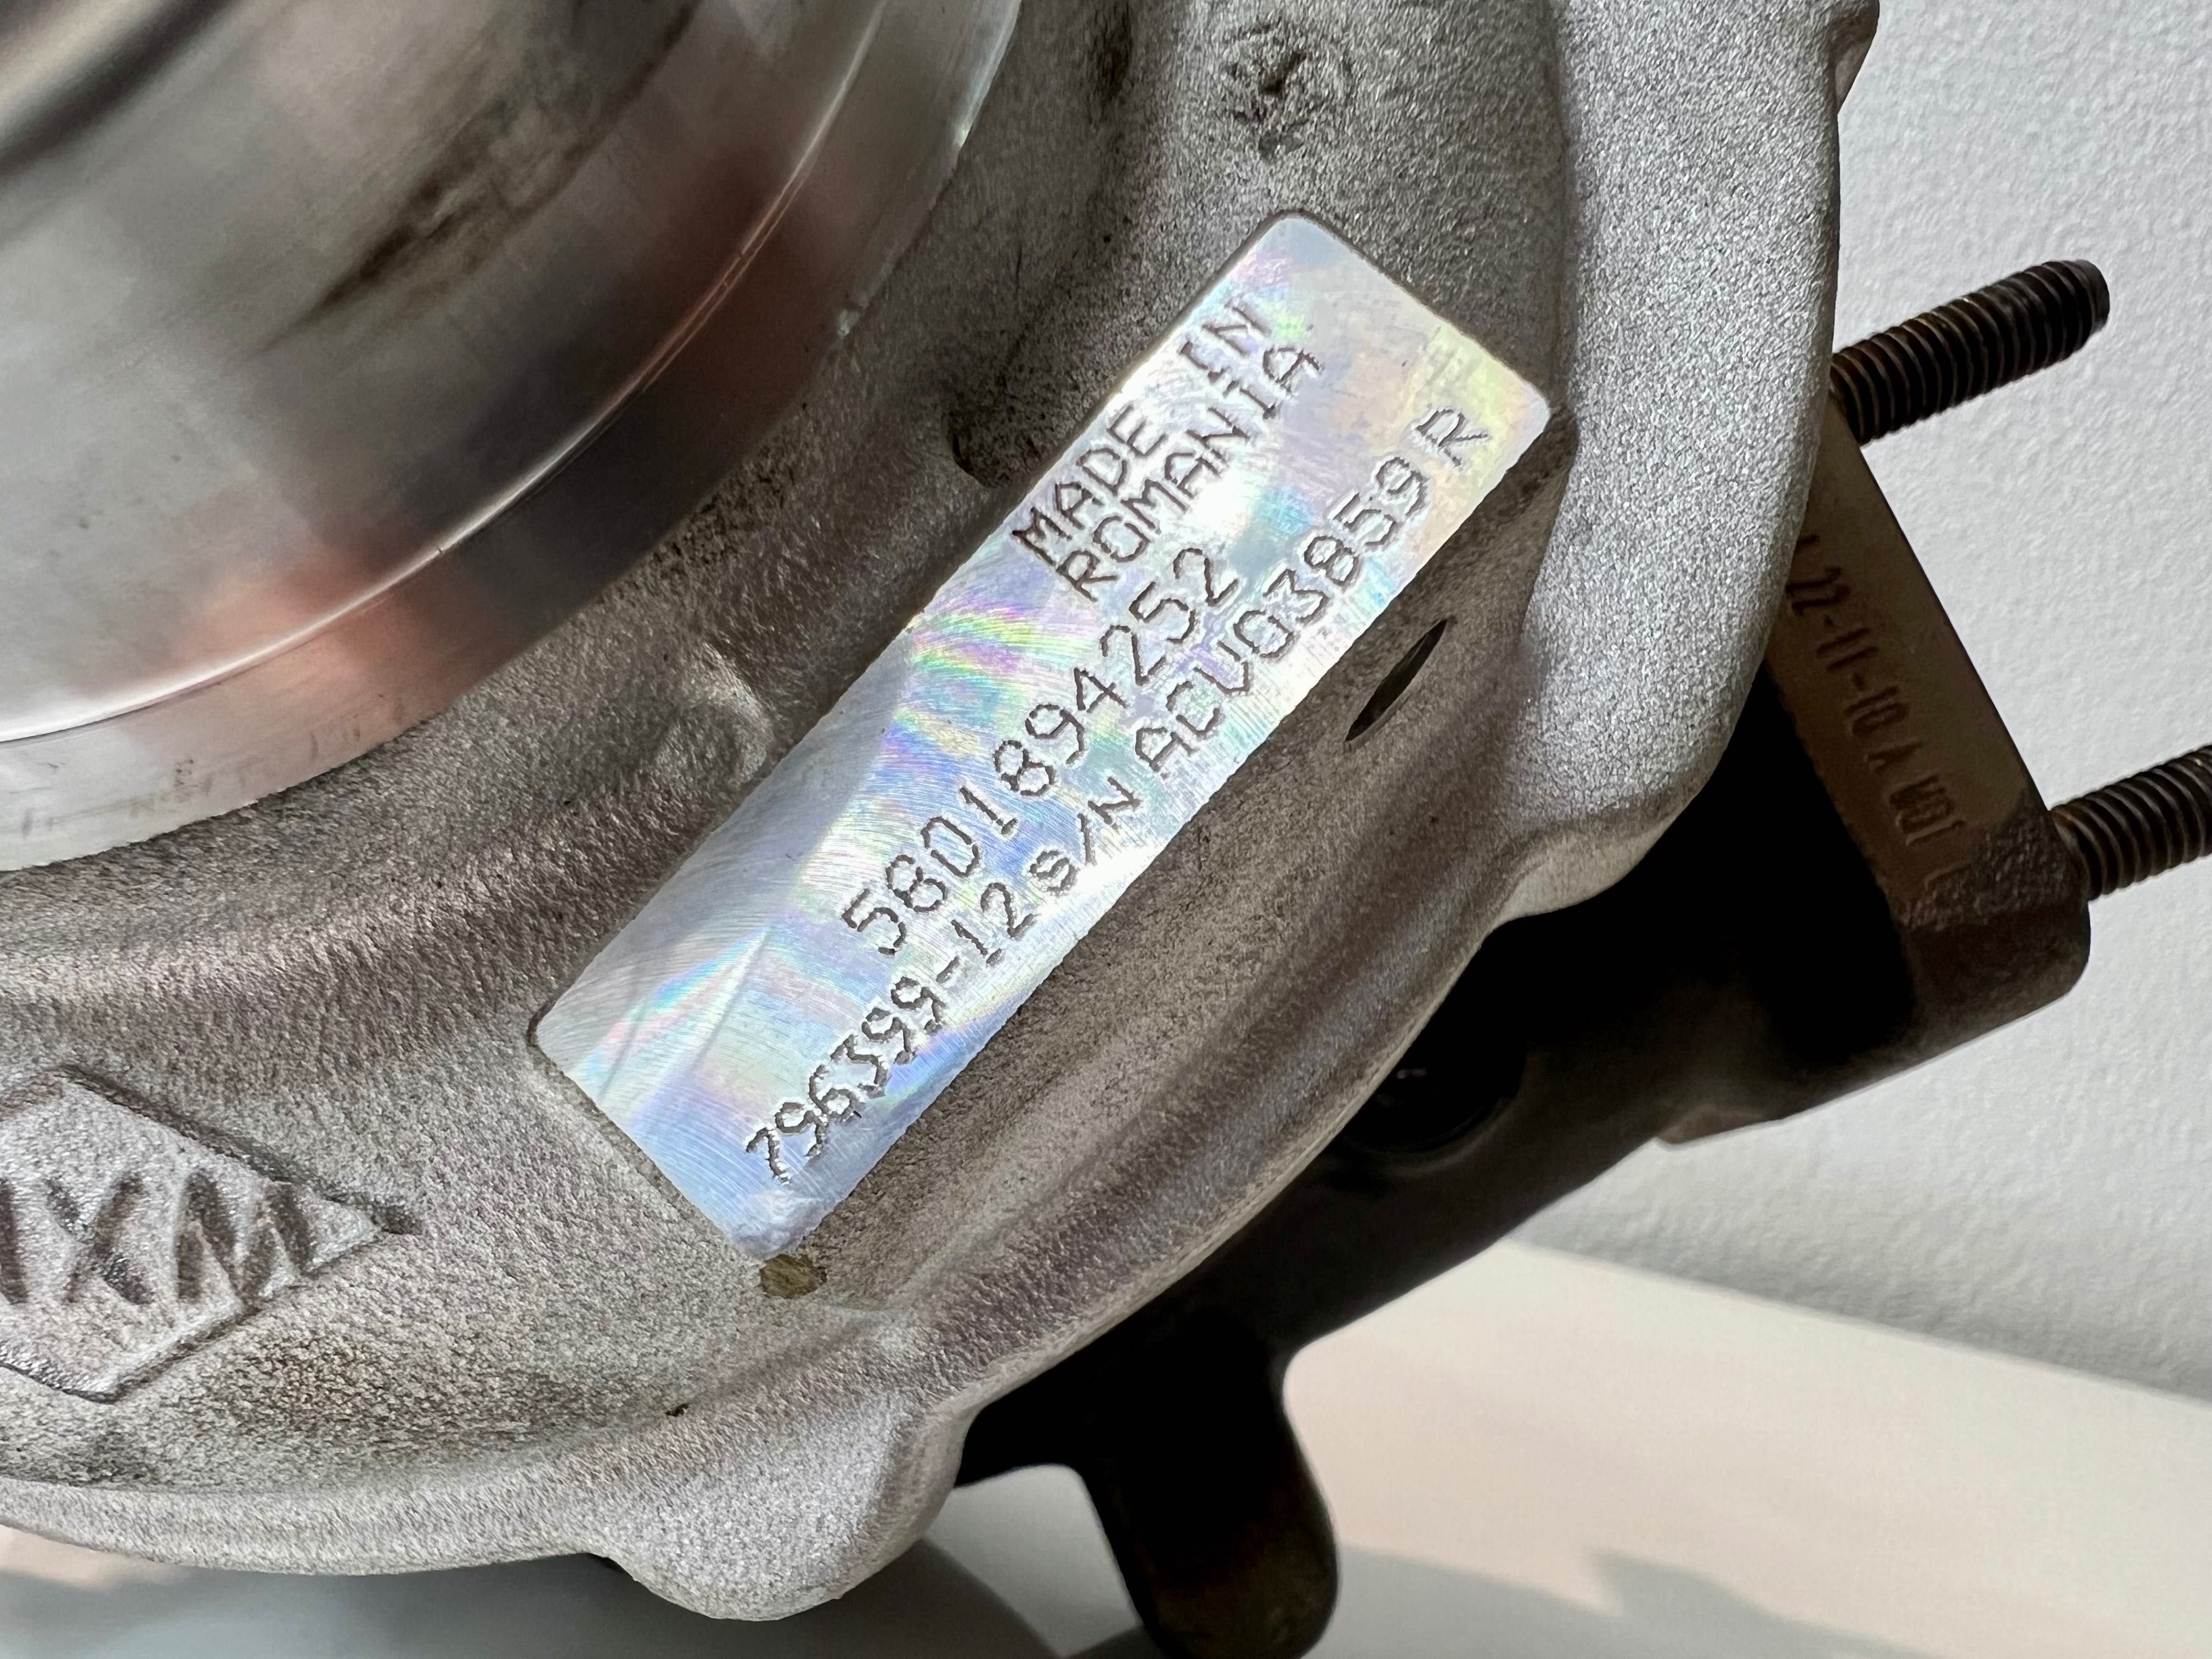 MADE IN
ROMANIA
5801894252
796399-12 S/N ACV03859 R